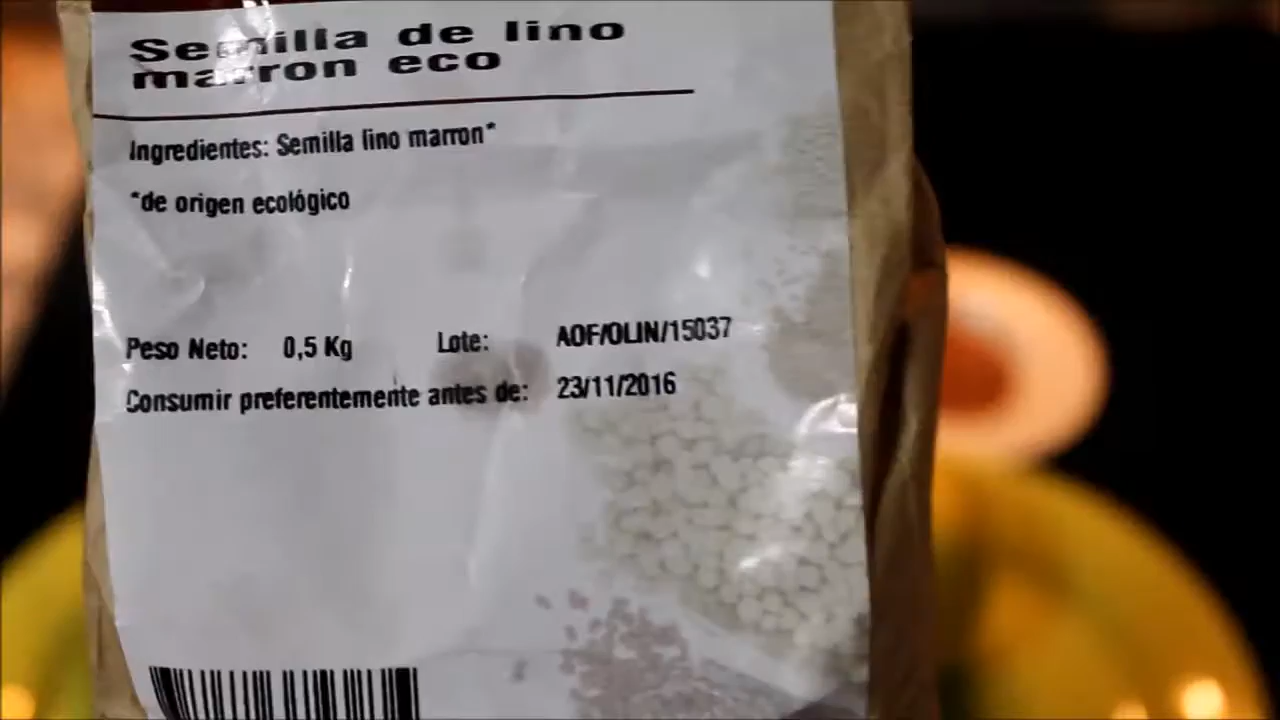 Semilla de lino
marron eco
Ingredientes: Semilla lino marron*
*de origen ecológico
Peso Neto: 0,5 Kg Lote: AOF/OLIN/15037
Consumir preferentemente antes de: 23/11/2016